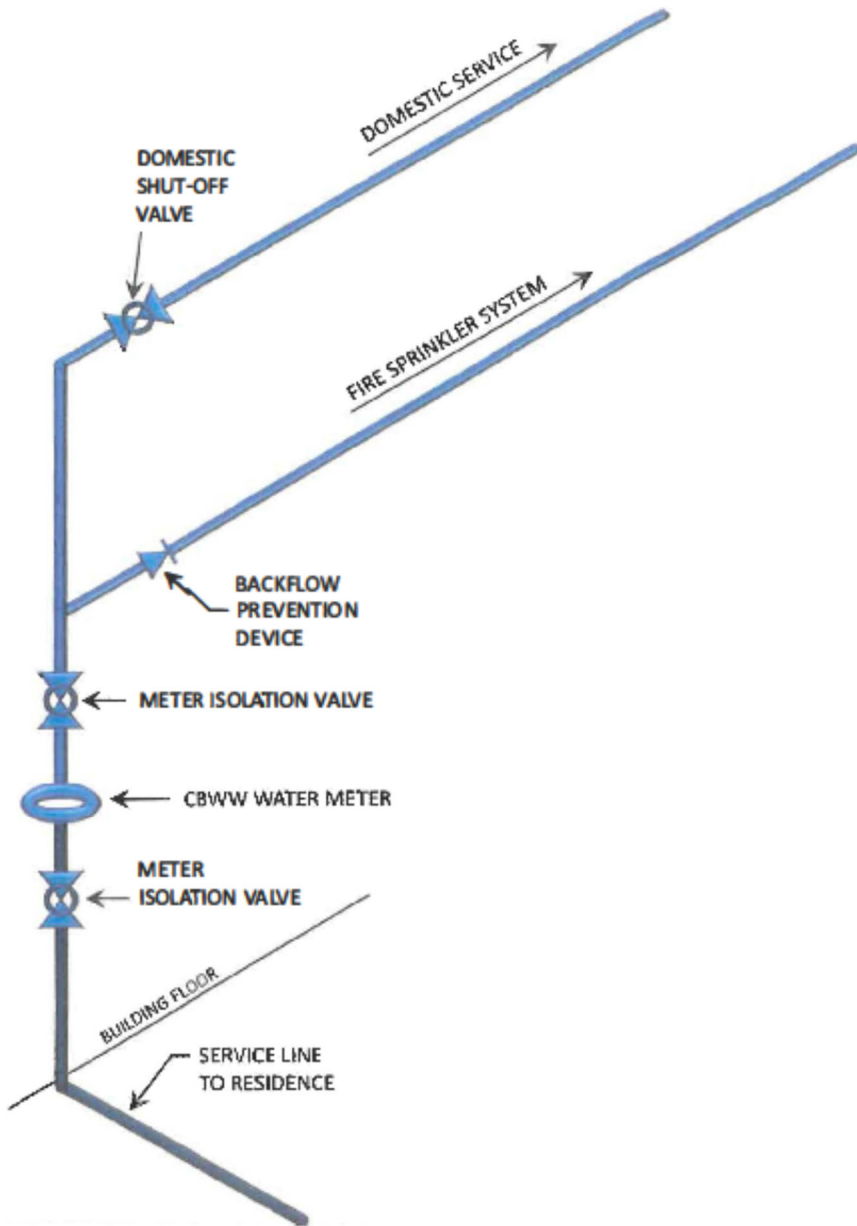 DOMESTIC SERVICE
DOMESTIC
SHUT-OFF
VALVE
FIRE SPRINKLER SYSTEM
BACKFLOW
PREVENTION
DEVICE
METER ISOLATION VALVE
CBWW WATER METER
METER
ISOLATION VALVE
BUILDING FLOOR
SERVICE LINE
TO RESIDENCE